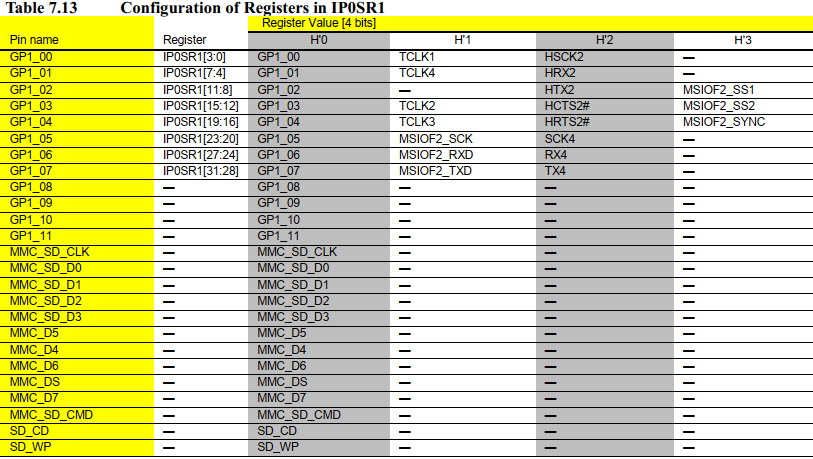 Table 7.13 Configuration of Registers in IP0SR1
Register Value [4 bits]
Pin name Register H'0 H'1 H'2 H'3
GP1_00 IP0SR1[3:0] GP1_00 TCLK1 HSCK2 —
GP1_01 IP0SR1[7:4] GP1_01 TCLK4 HRX2 —
GP1_02 IP0SR1[11:8] GP1_02 — HTX2 MSIOF2_SS1
GP1_03 IP0SR1[15:12] GP1_03 TCLK2 HCTS2# MSIOF2_SS2
GP1_04 IP0SR1[19:16] GP1_04 TCLK3 HRTS2# MSIOF2_SYNC
GP1_05 IP0SR1[23:20] GP1_05 MSIOF2_SCK SCK4 —
GP1_06 IP0SR1[27:24] GP1_06 MSIOF2_RXD RX4 —
GP1_07 IP0SR1[31:28] GP1_07 MSIOF2_TXD TX4 —
GP1_08 — GP1_08 — — —
GP1_09 — GP1_09 — — —
GP1_10 — GP1_10 — — —
GP1_11 — GP1_11 — — —
MMC_SD_CLK — MMC_SD_CLK — — —
MMC_SD_D0 — MMC_SD_D0 — — —
MMC_SD_D1 — MMC_SD_D1 — — —
MMC_SD_D2 — MMC_SD_D2 — — —
MMC_SD_D3 — MMC_SD_D3 — — —
MMC_D5 — MMC_D5 — — —
MMC_D4 — MMC_D4 — — —
MMC_D6 — MMC_D6 — — —
MMC_DS — MMC_DS — — —
MMC_D7 — MMC_D7 — — —
MMC_SD_CMD — MMC_SD_CMD — — —
SD_CD — SD_CD — — —
SD_WP — SD_WP — — —